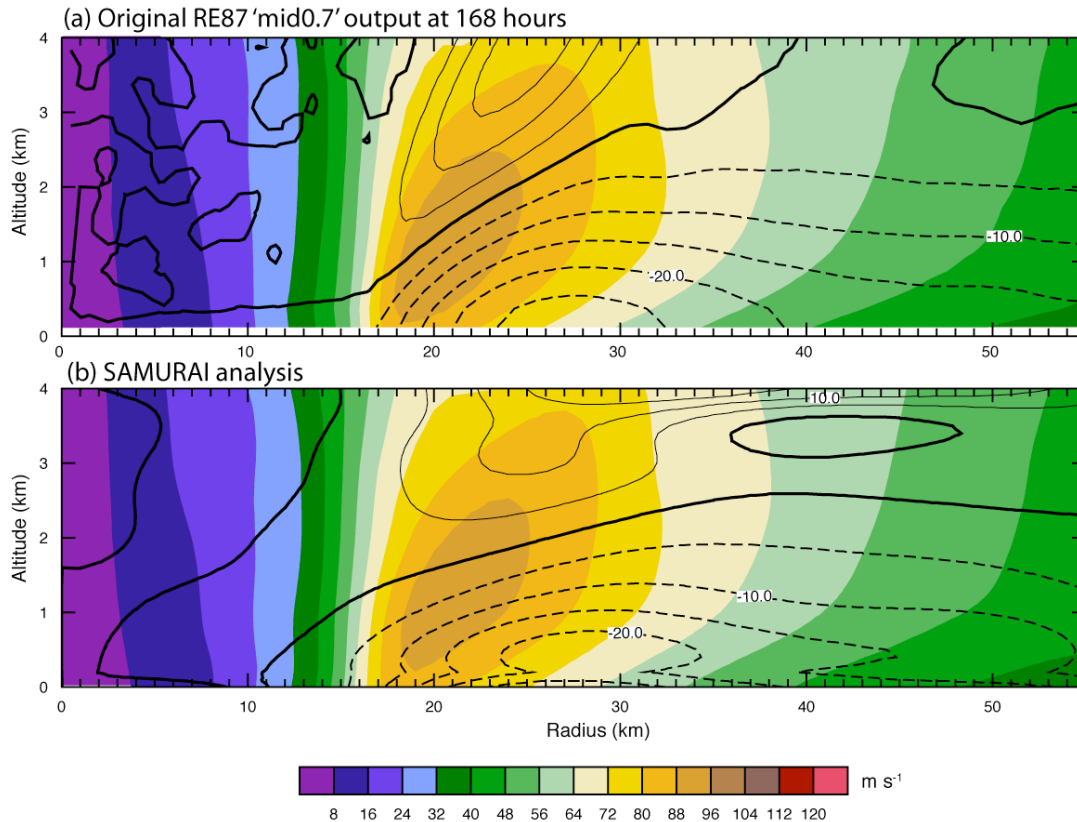 (a) Original RE87 ‘mid0.7’ output at 168 hours
4
3
2
1
0
Altitude (km)
-10.0
-20.0
0 10 20 30 40 50
(b) SAMURAI analysis
4
3
2
1
0
Altitude (km)
-10.0
-10.0
-20.0
0 10 20 30 40 50
Radius (km)
m s⁻¹
8 16 24 32 40 48 56 64 72 80 88 96 104 112 120